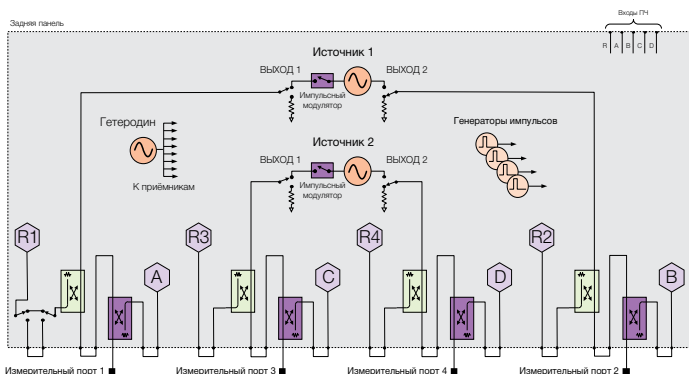 Входы ПЧ
Задняя панель
R A B C D
Источник 1
ВЫХОД 1
ВЫХОД 2
Импульсный
модулятор
Гетеродин
К приёмникам
Генераторы импульсов
Источник 2
ВЫХОД 1
ВЫХОД 2
Импульсный
модулятор
R1
A
R3
C
R4
D
R2
B
Измерительный порт 1
Измерительный порт 3
Измерительный порт 4
Измерительный порт 2